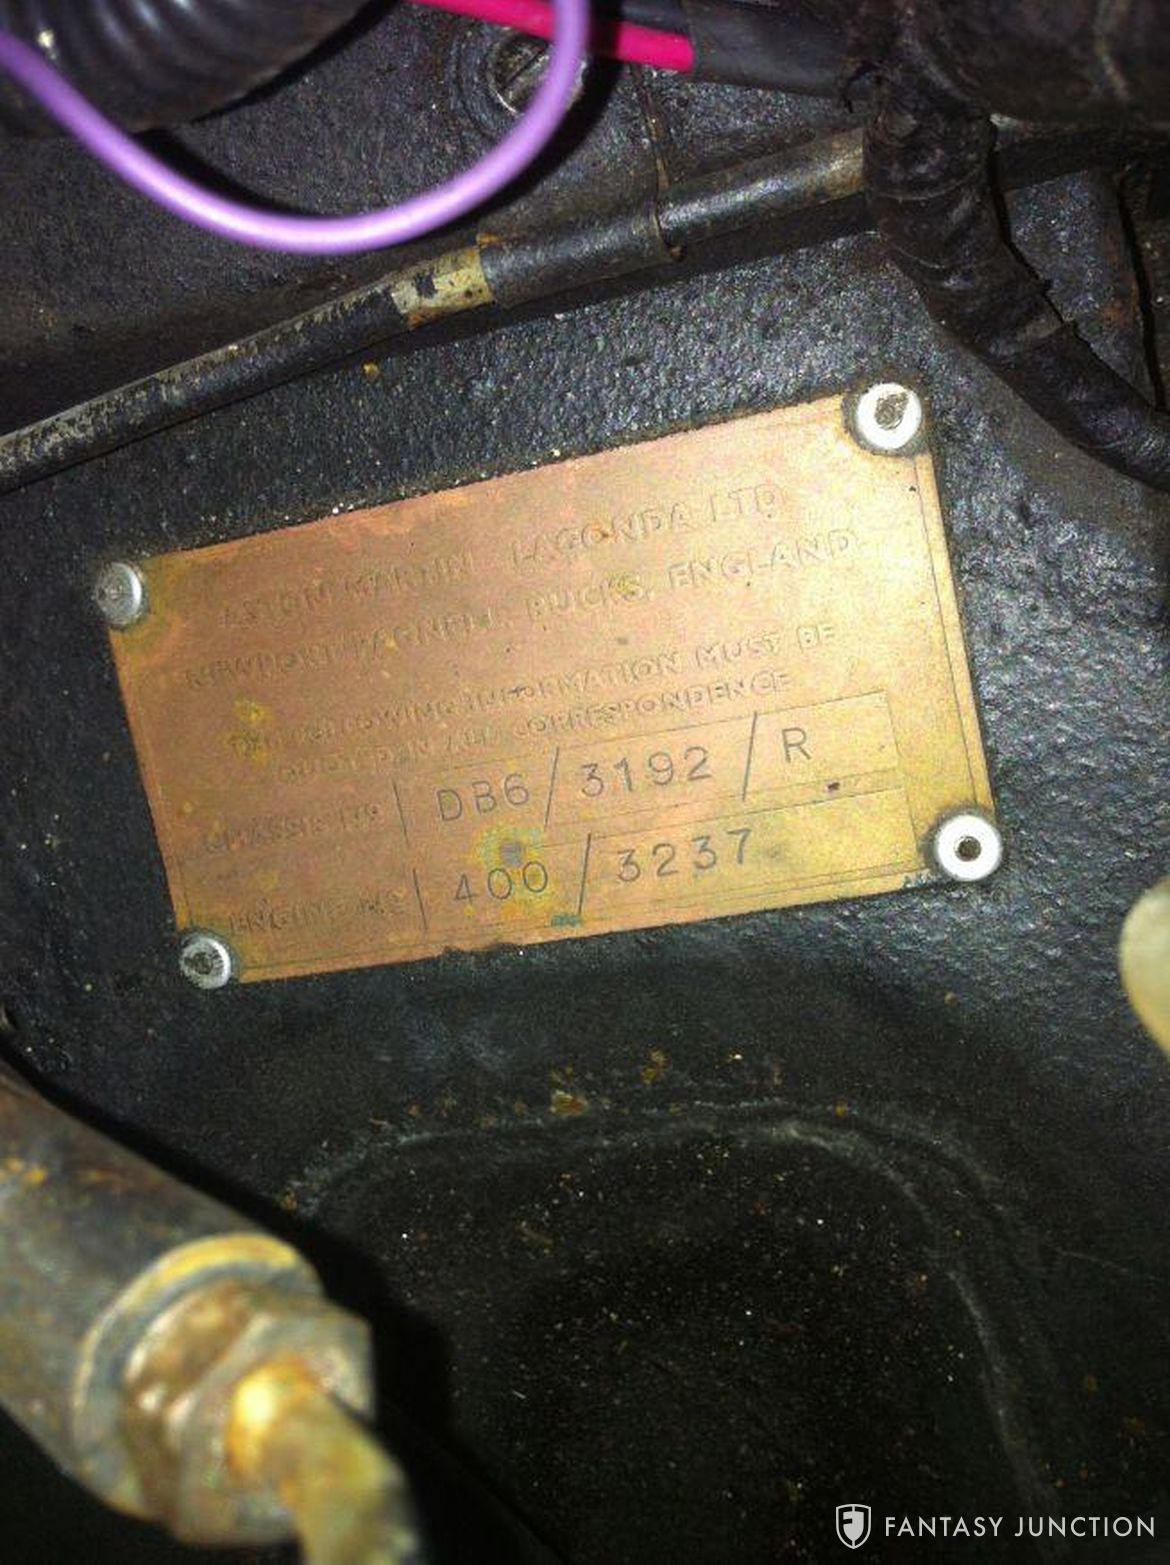 ASTON MARTIN LAGONDA LTD
NEWPORT PAGNELL BUCKS. ENGLAND.
THE FOLLOWING INFORMATION MUST BE
QUOTED IN ALL CORRESPONDENCE
CHASSIS Nº DB6/3192/R
ENGINE Nº 400/3237
FANTASY JUNCTION